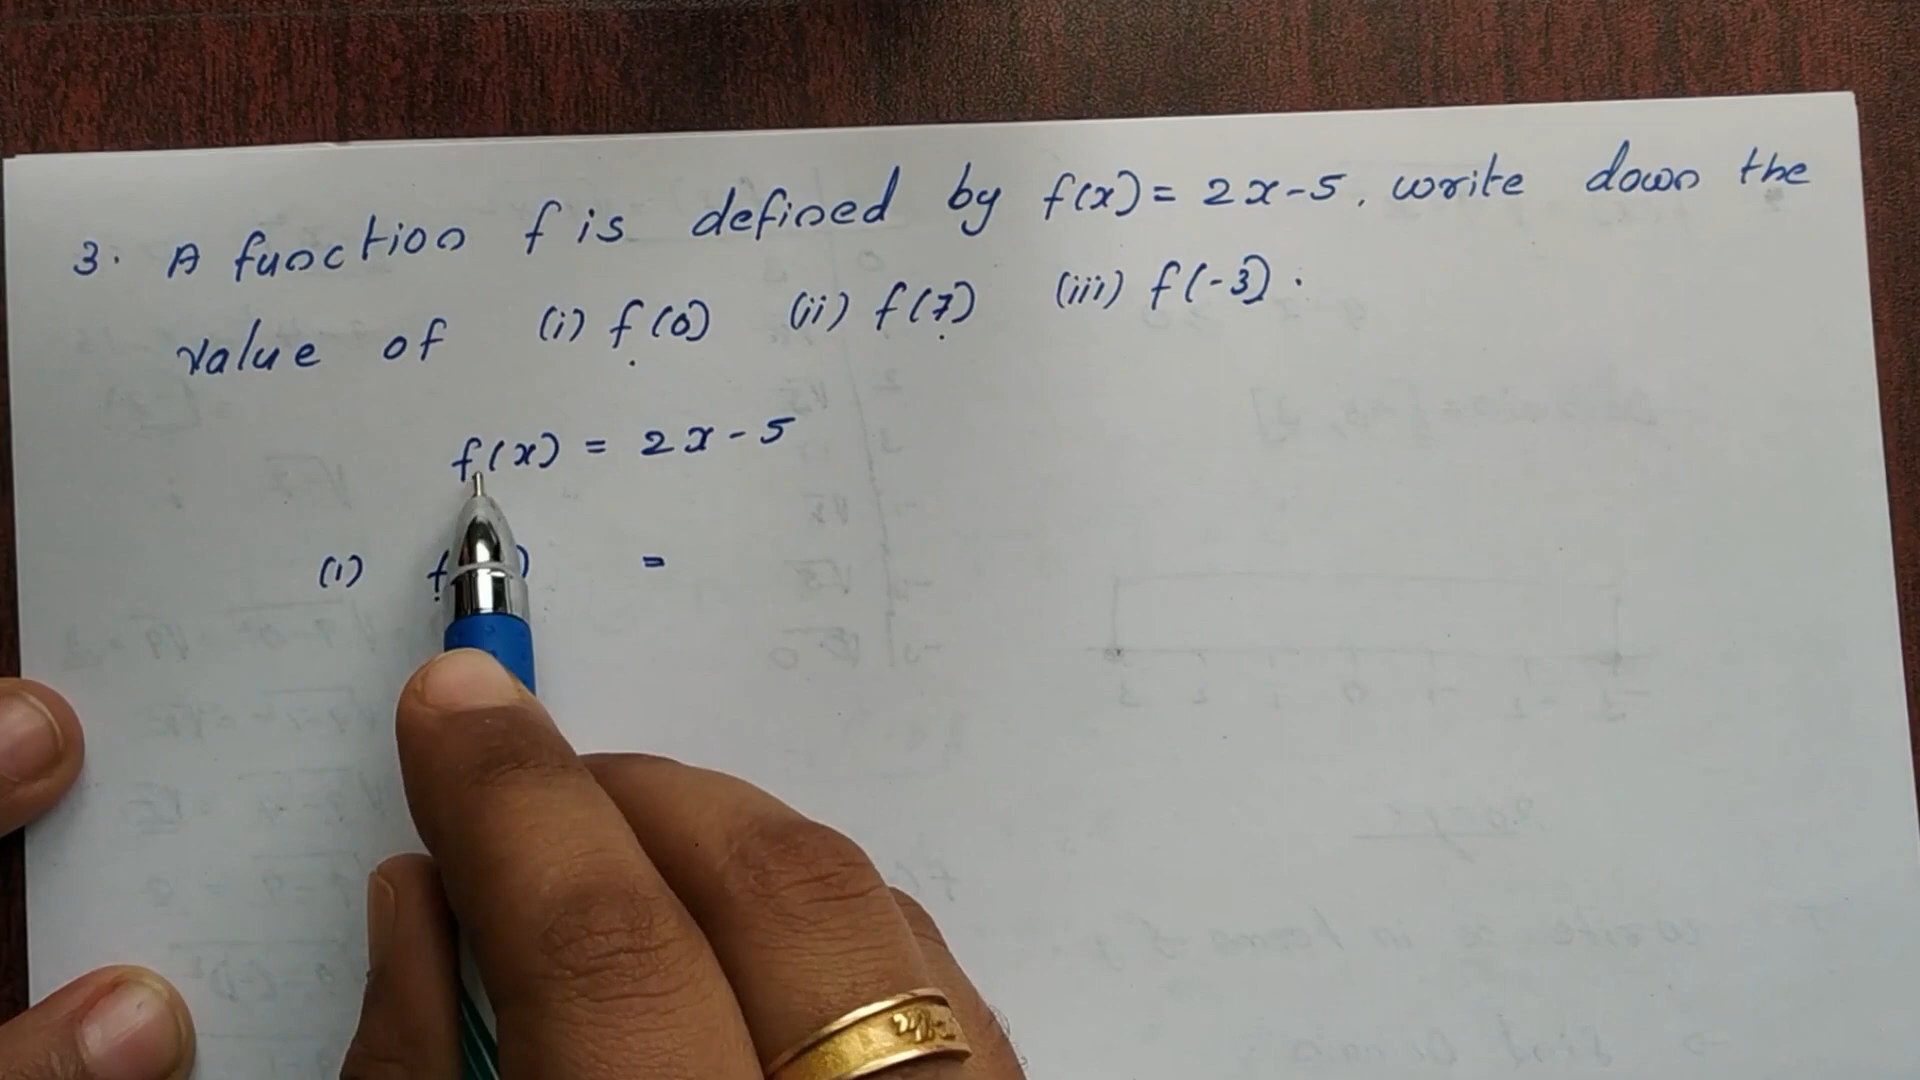 3. A function f is defined by f(x) = 2x-5, write down the
value of (i) f(0) (ii) f(7) (iii) f(-3).
f(x) = 2x-5
(i) f ) =